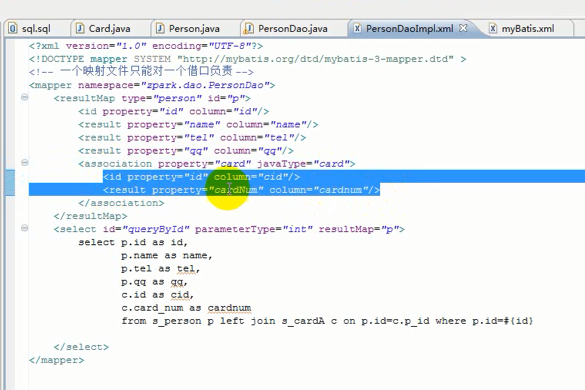 sql.sql Card.java Person.java PersonDao.java PersonDaoImpl.xml myBatis.xml
<?xml version="1.0" encoding="UTF-8"?>
<!DOCTYPE mapper SYSTEM "http://mybatis.org/dtd/mybatis-3-mapper.dtd" >
<!-- 一个映射文件只能对一个借口负责 -->
<mapper namespace="zpark.dao.PersonDao">
<resultMap type="person" id="p">
<id property="id" column="id"/>
<result property="name" column="name"/>
<result property="tel" column="tel"/>
<result property="qq" column="qq"/>
<association property="card" javaType="card">
<id property="id" column="cid"/>
<result property="cardNum" column="cardnum"/>
</association>
</resultMap>
<select id="queryById" parameterType="int" resultMap="p">
select p.id as id,
p.name as name,
p.tel as tel,
p.qq as qq,
c.id as cid,
c.card_num as cardnum
from s_person p left join s_cardA c on p.id=c.p_id where p.id=#{id}
</select>
</mapper>